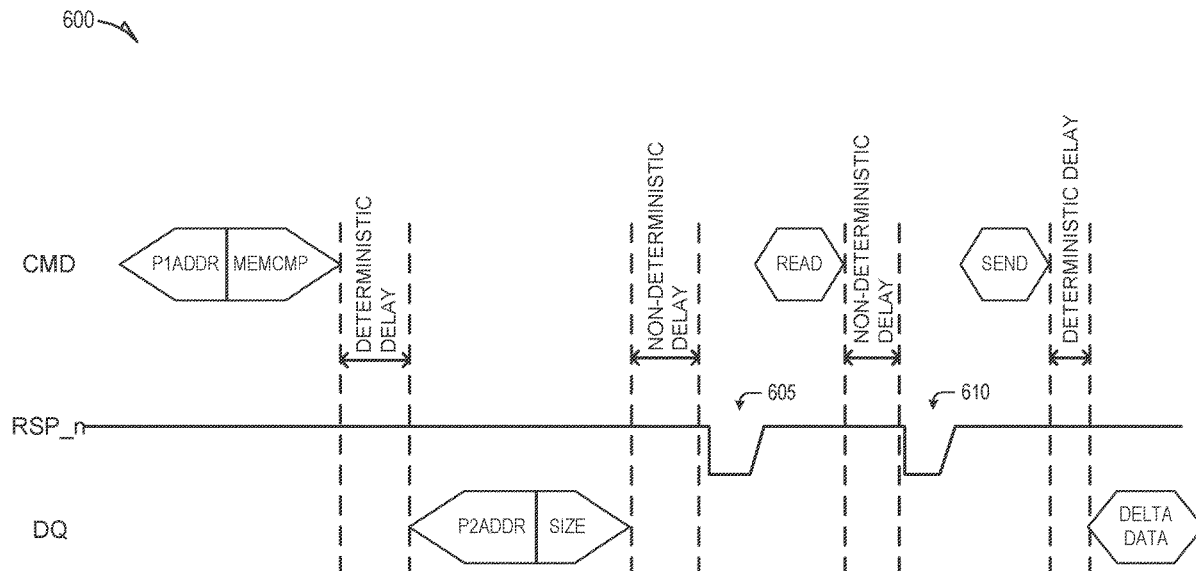 600
DETERMINISTIC
DELAY
NON-DETERMINISTIC
DELAY
NON-DETERMINISTIC
DELAY
DETERMINISTIC DELAY
CMD
P1ADDR
MEMCMP
READ
SEND
605
610
RSP_n
DQ
P2ADDR
SIZE
DELTA
DATA